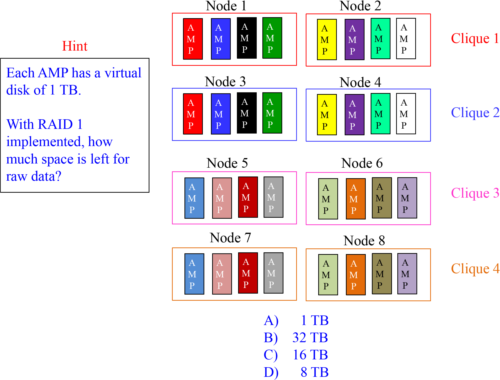 Hint
Each AMP has a virtual
disk of 1 TB.
With RAID 1
implemented, how
much space is left for
raw data?
Node 1 Node 2
A A A A A A A A
M M M M M M M M
P P P P P P P P
Clique 1
Node 3 Node 4
A A A A A A A A
M M M M M M M M
P P P P P P P P
Clique 2
Node 5 Node 6
A A A A A A A A
M M M M M M M M
P P P P P P P P
Clique 3
Node 7 Node 8
A A A A A A A A
M M M M M M M M
P P P P P P P P
Clique 4
A) 1 TB
B) 32 TB
C) 16 TB
D) 8 TB